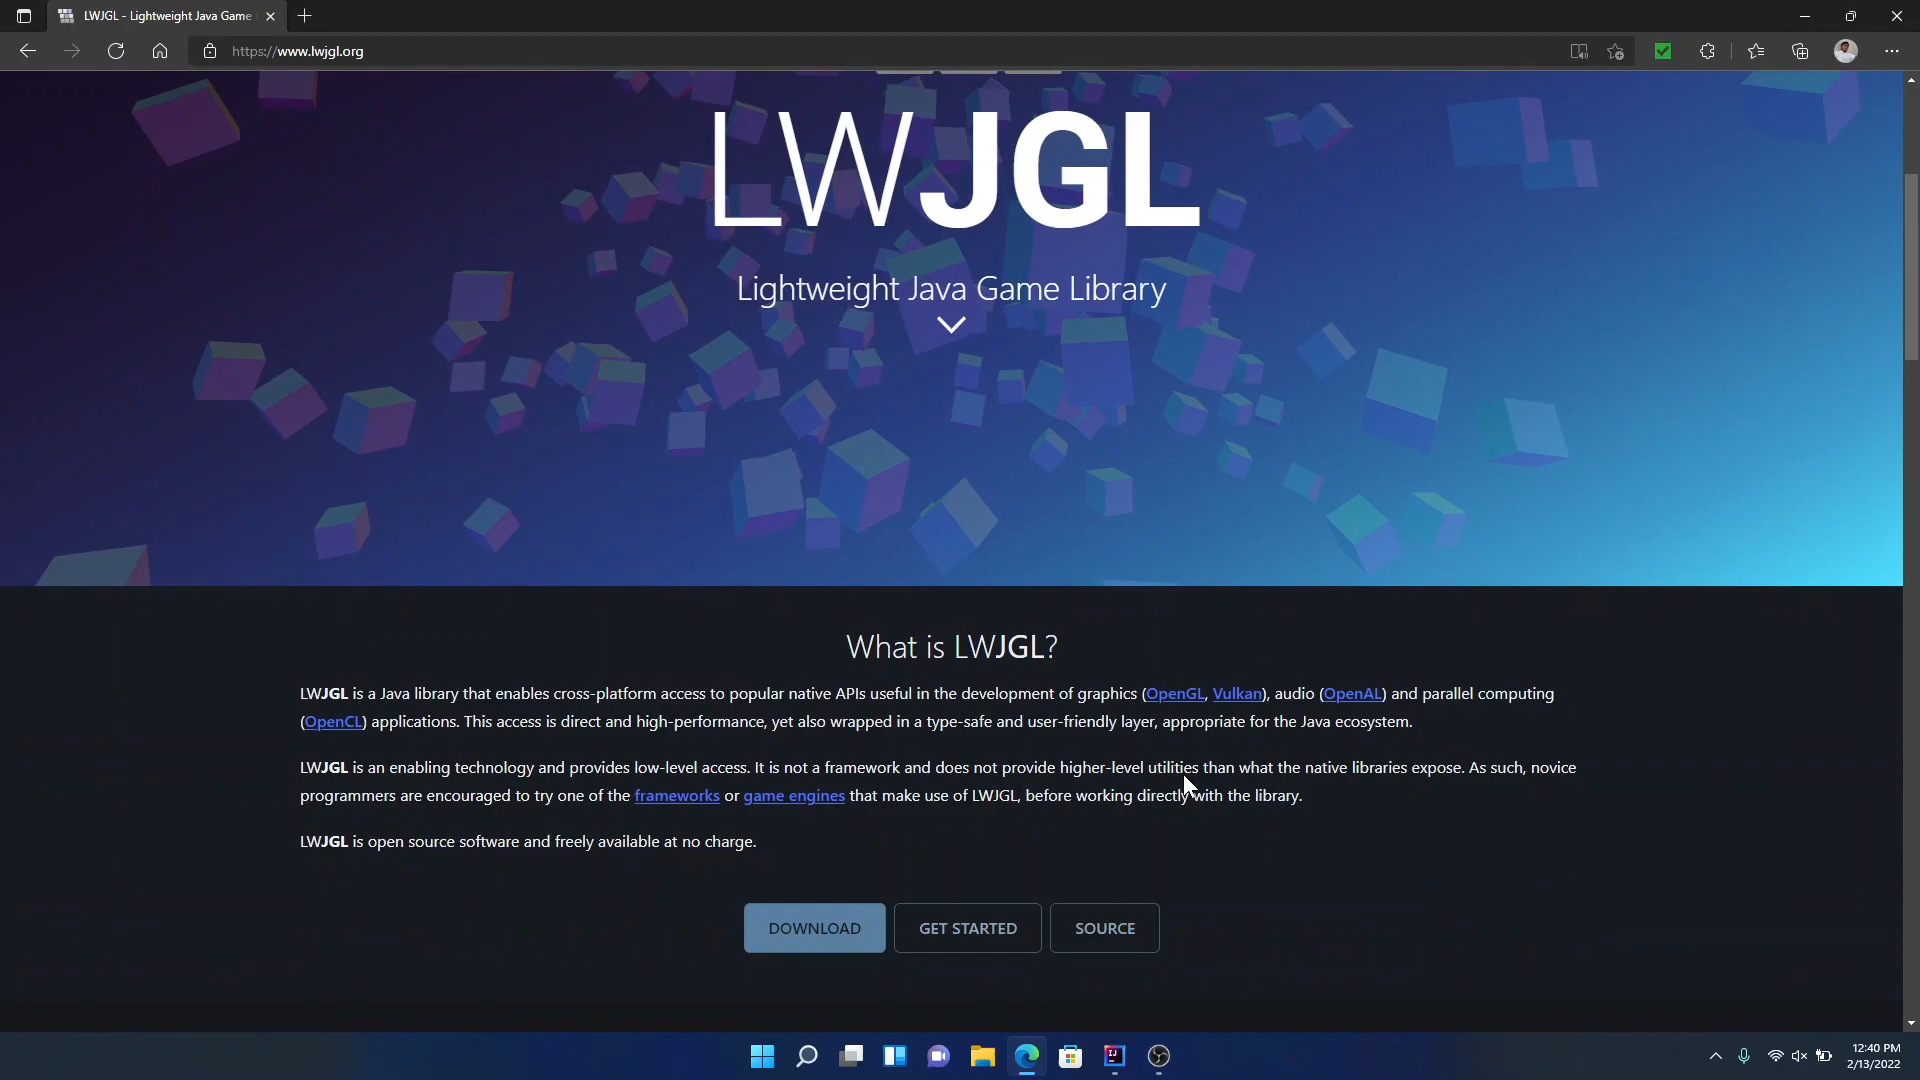 LWJGL - Lightweight Java Game
https://www.lwjgl.org
LWJGL
Lightweight Java Game Library
What is LWJGL?
LWJGL is a Java library that enables cross-platform access to popular native APIs useful in the development of graphics (OpenGL, Vulkan), audio (OpenAL) and parallel computing
(OpenCL) applications. This access is direct and high-performance, yet also wrapped in a type-safe and user-friendly layer, appropriate for the Java ecosystem.
LWJGL is an enabling technology and provides low-level access. It is not a framework and does not provide higher-level utilities than what the native libraries expose. As such, novice
programmers are encouraged to try one of the frameworks or game engines that make use of LWJGL, before working directly with the library.
LWJGL is open source software and freely available at no charge.
DOWNLOAD
GET STARTED
SOURCE
IJ
12:40 PM
2/13/2022